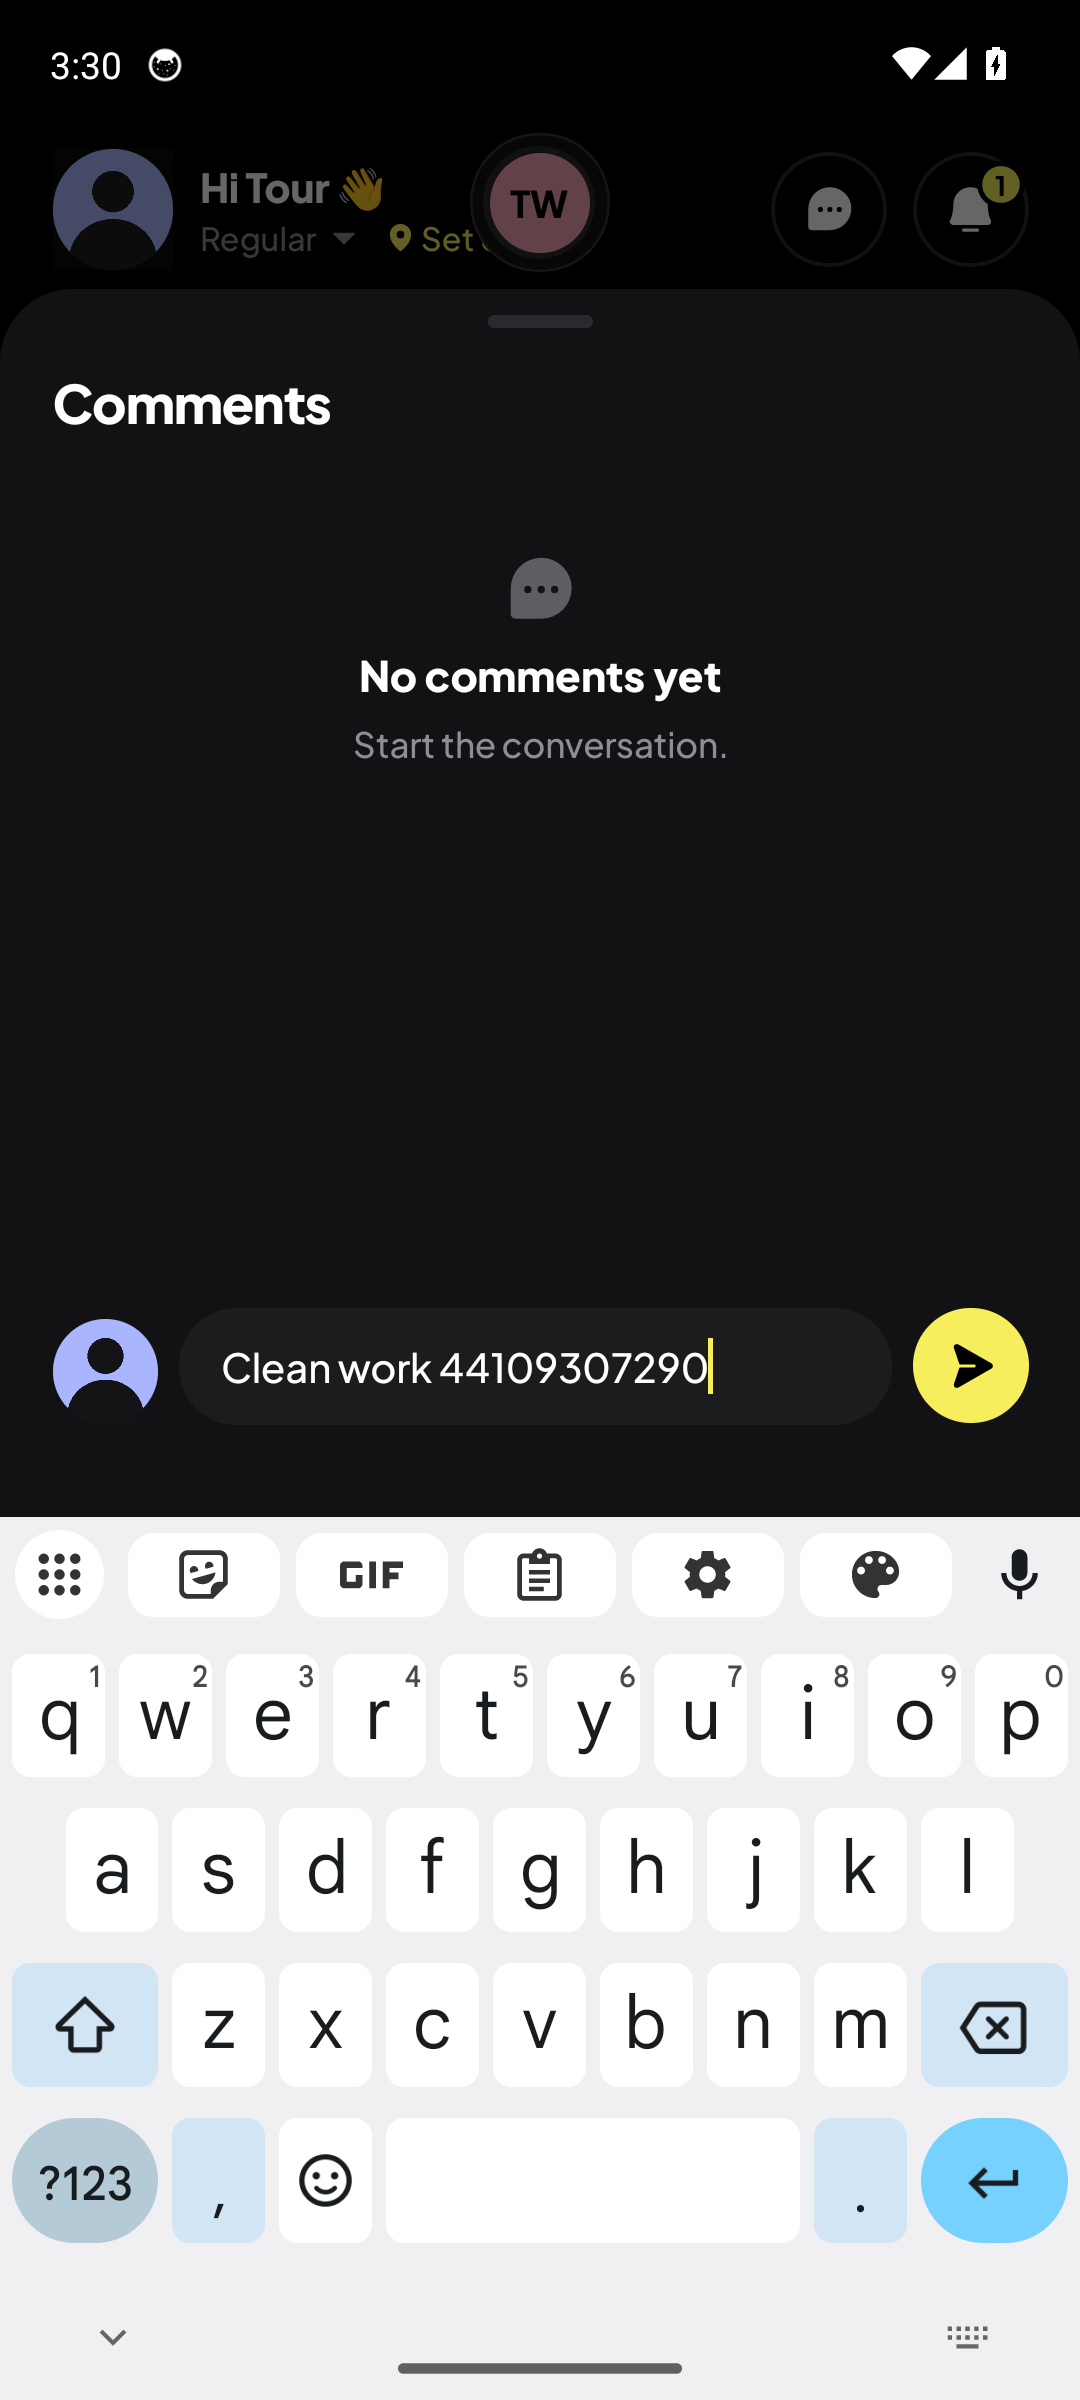 3:30
Hi Tour 👋
TW
1
Regular
Set
Comments
No comments yet
Start the conversation.
Clean work 44109307290
GIF
q1 w2 e3 r4 t5 y6 u7 i8 o9 p0
a s d f g h j k l
z x c v b n m
?123 , .